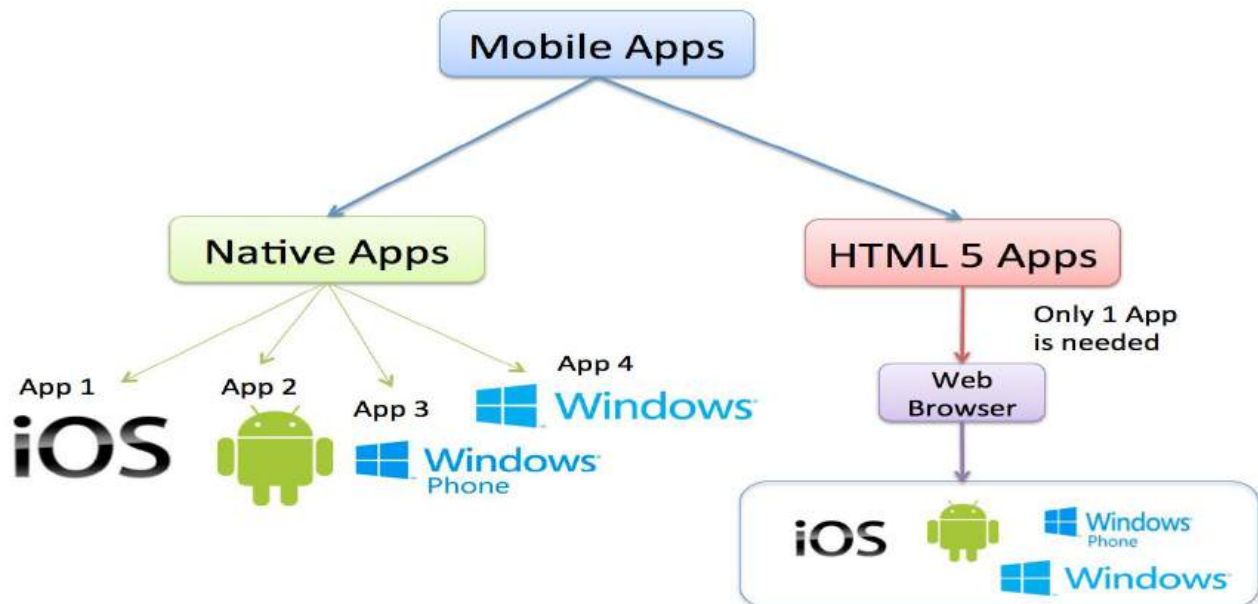 Mobile Apps
Native Apps
HTML 5 Apps
Only 1 App
is needed
App 1
iOS
App 2
App 3
Windows
Phone
App 4
Windows
Web
Browser
iOS
Windows
Phone
Windows